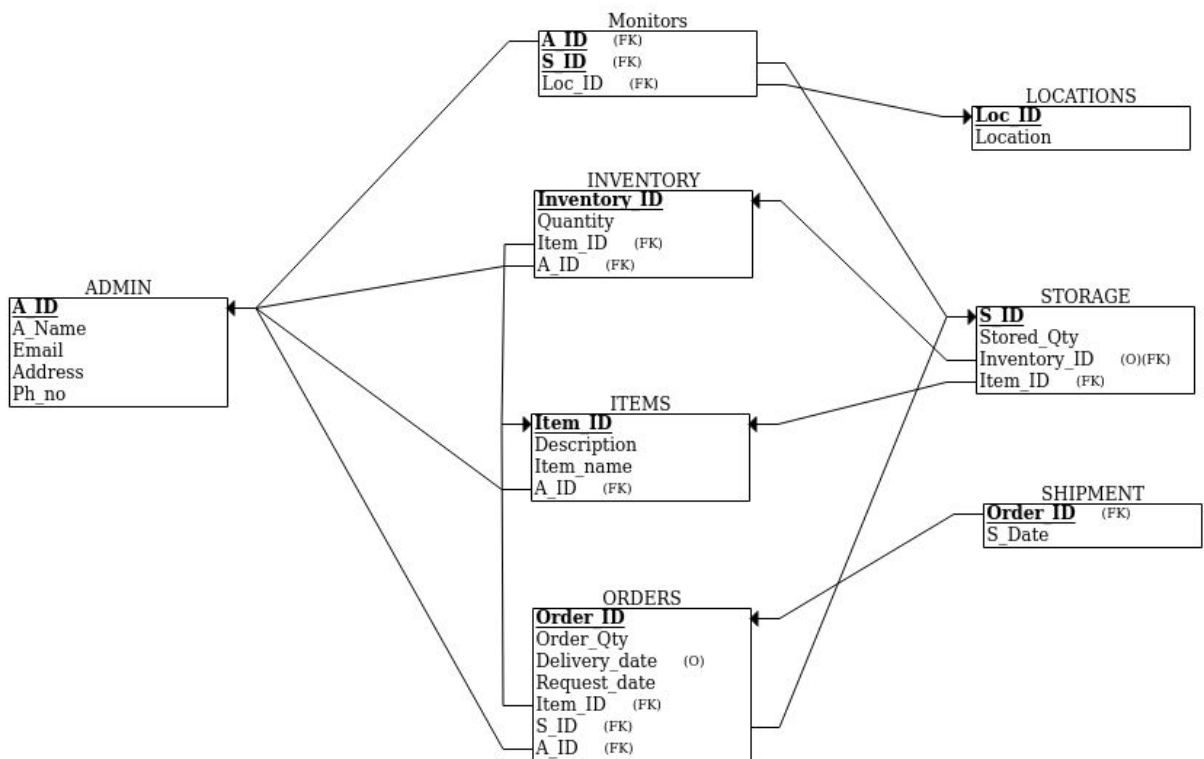 Monitors
A_ID (FK)
S_ID (FK)
Loc_ID (FK)
LOCATIONS
Loc_ID
Location
INVENTORY
Inventory_ID
Quantity
Item_ID (FK)
A_ID (FK)
ADMIN
A_ID
A_Name
Email
Address
Ph_no
STORAGE
S_ID
Stored_Qty
Inventory_ID (O)(FK)
Item_ID (FK)
ITEMS
Item_ID
Description
Item_name
A_ID (FK)
SHIPMENT
Order_ID (FK)
S_Date
ORDERS
Order_ID
Order_Qty
Delivery_date (O)
Request_date
Item_ID (FK)
S_ID (FK)
A_ID (FK)